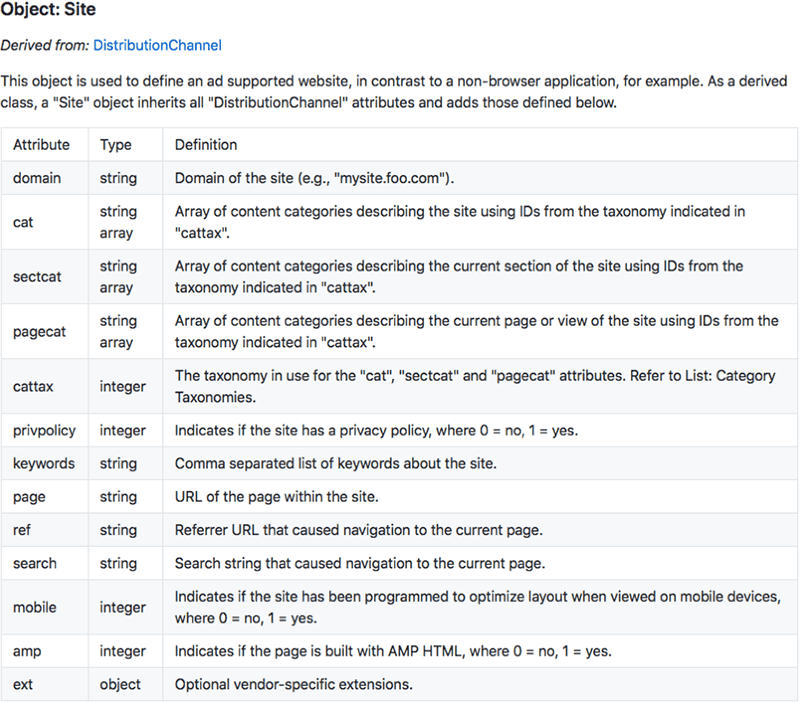 Object: Site
Derived from: DistributionChannel
This object is used to define an ad supported website, in contrast to a non-browser application, for example. As a derived
class, a "Site" object inherits all "DistributionChannel" attributes and adds those defined below.
Attribute Type Definition
domain string Domain of the site (e.g., "mysite.foo.com").
cat string array Array of content categories describing the site using IDs from the taxonomy indicated in
"cattax".
sectcat string array Array of content categories describing the current section of the site using IDs from the
taxonomy indicated in "cattax".
pagecat string array Array of content categories describing the current page or view of the site using IDs from the
taxonomy indicated in "cattax".
cattax integer The taxonomy in use for the "cat", "sectcat" and "pagecat" attributes. Refer to List: Category
Taxonomies.
privpolicy integer Indicates if the site has a privacy policy, where 0 = no, 1 = yes.
keywords string Comma separated list of keywords about the site.
page string URL of the page within the site.
ref string Referrer URL that caused navigation to the current page.
search string Search string that caused navigation to the current page.
mobile integer Indicates if the site has been programmed to optimize layout when viewed on mobile devices,
where 0 = no, 1 = yes.
amp integer Indicates if the page is built with AMP HTML, where 0 = no, 1 = yes.
ext object Optional vendor-specific extensions.